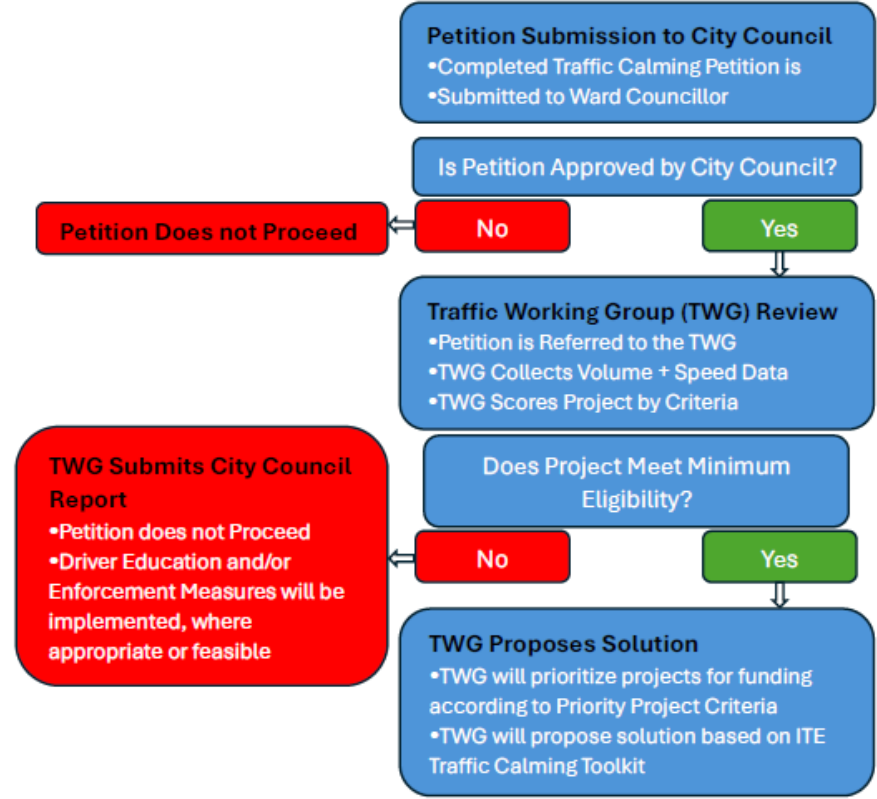 Petition Submission to City Council
•Completed Traffic Calming Petition is
•Submitted to Ward Councillor
Is Petition Approved by City Council?
Petition Does not Proceed
No
Yes
Traffic Working Group (TWG) Review
•Petition is Referred to the TWG
•TWG Collects Volume + Speed Data
•TWG Scores Project by Criteria
Does Project Meet Minimum
Eligibility?
No
Yes
TWG Submits City Council
Report
•Petition does not Proceed
•Driver Education and/or
Enforcement Measures will be
implemented, where
appropriate or feasible
TWG Proposes Solution
•TWG will prioritize projects for funding
according to Priority Project Criteria
•TWG will propose solution based on ITE
Traffic Calming Toolkit